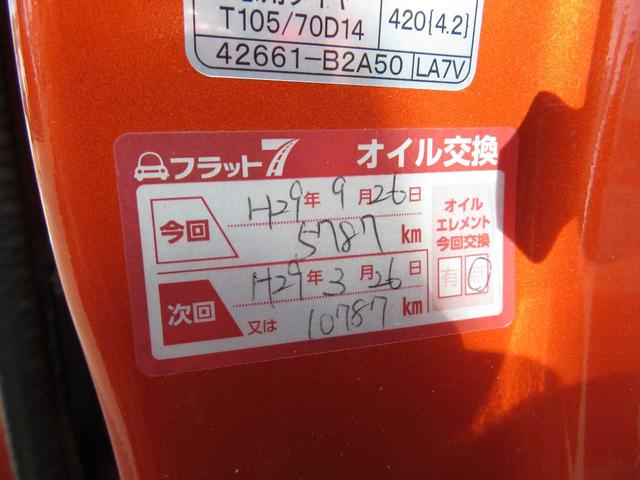 T105/70D14
420{4.2}
42661-B2A50
LA7V
フラット7
オイル交換
今回
H29年9月26日
5787km
オイル
エレメント
今回交換
有
次回
H29年3月26日
又は
10787km